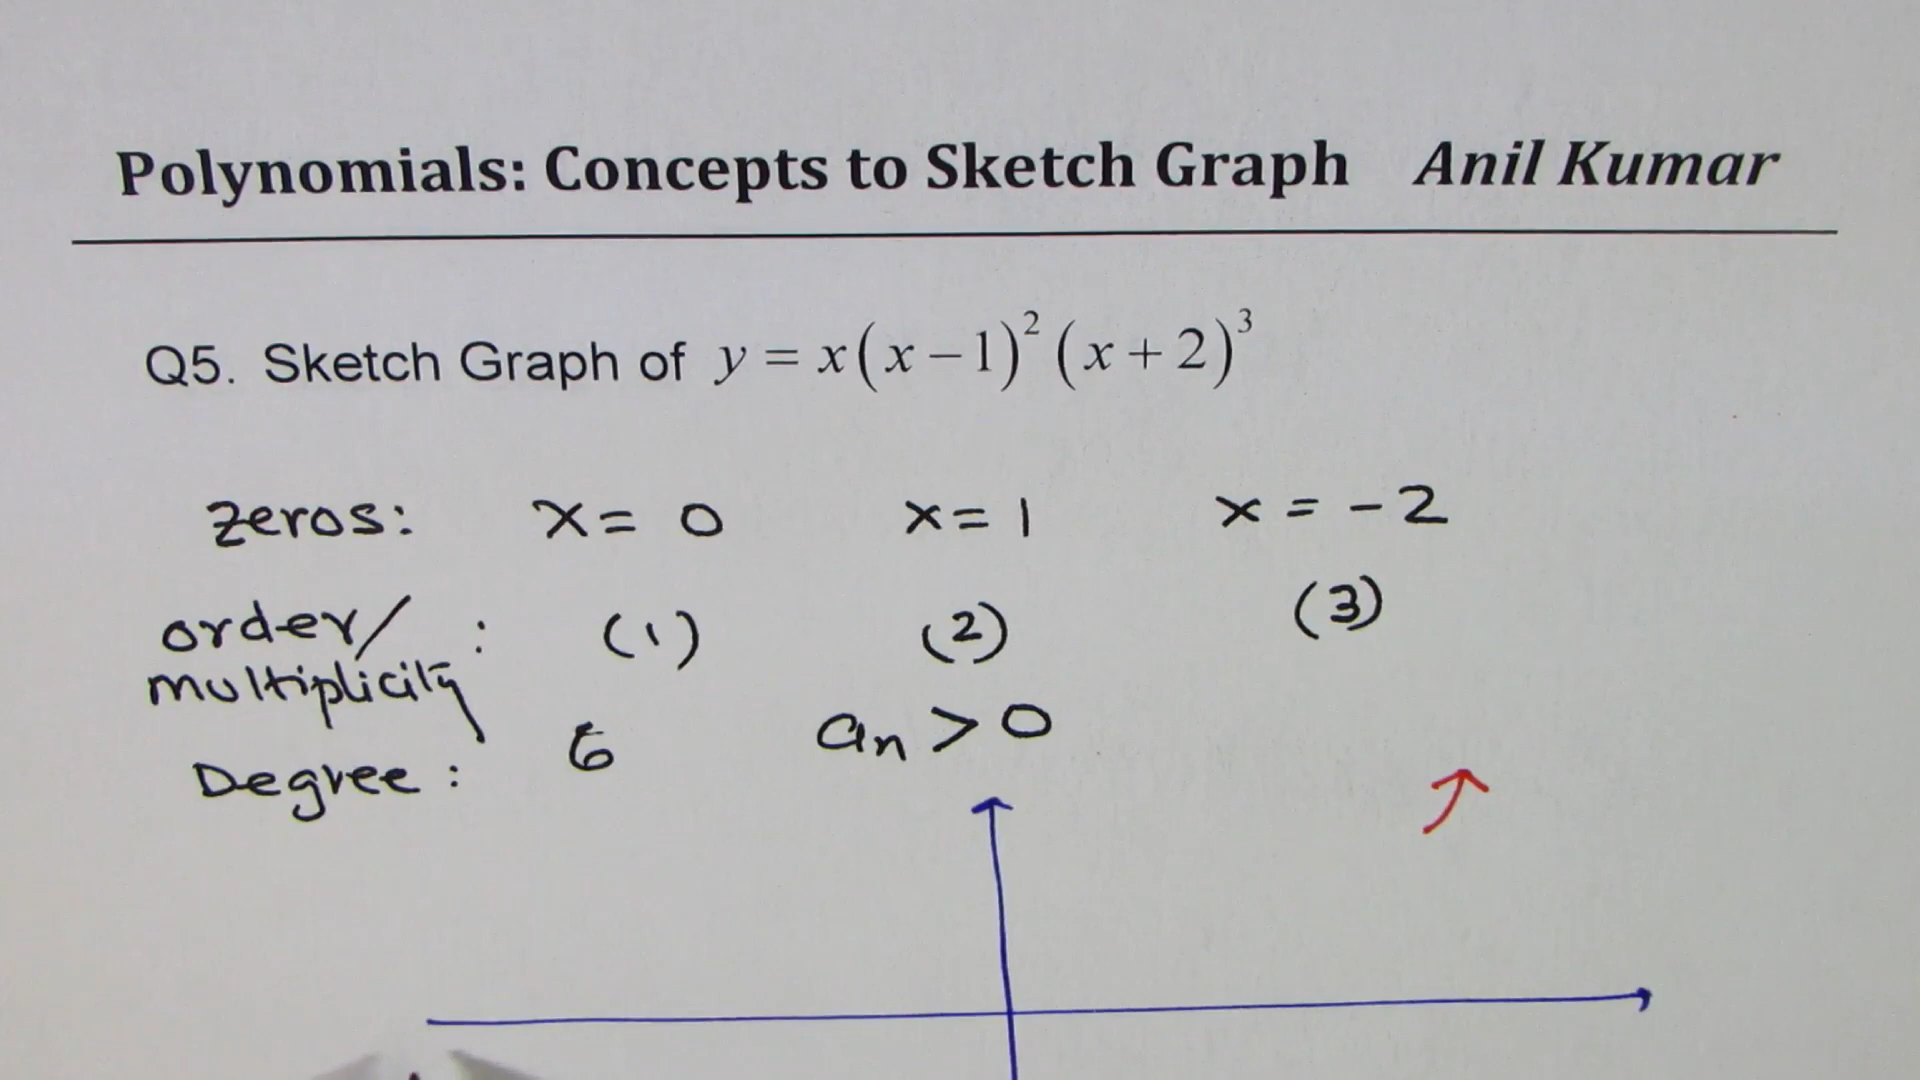 Polynomials: Concepts to Sketch Graph Anil Kumar
Q5. Sketch Graph of y = x(x−1)²(x+2)³
zeros: x = 0 x = 1 x = -2
order/ : (1) (2) (3)
multiplicity
Degree: 6 an > 0